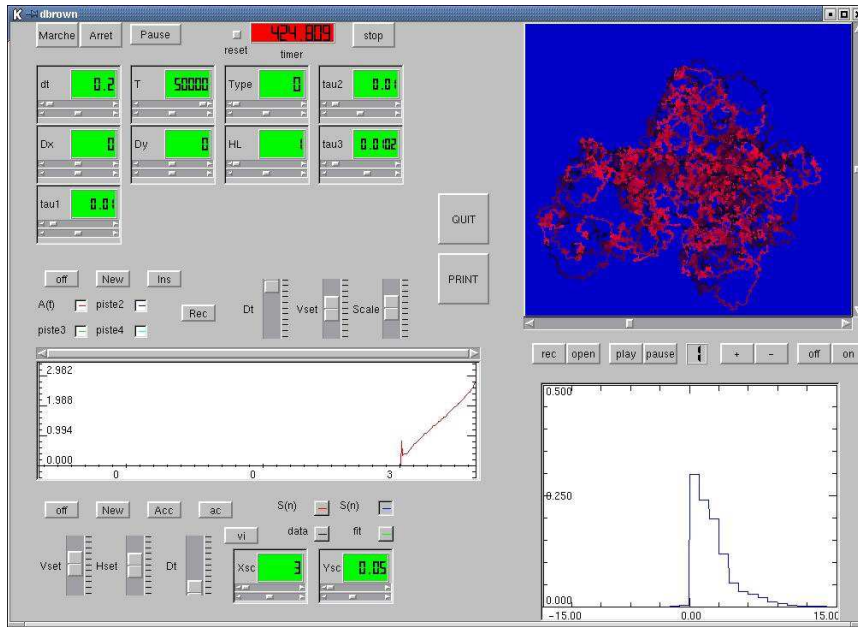 dbrown
Marche Arret Pause reset 424.809 timer stop
dt 0.2 T 50000 Type 0 tau2 0.01
Dx 0 Dy 0 HL 1 tau3 0.0102
tau1 0.01
QUIT
PRINT
off New Ins
A(t) piste2
piste3 piste4
Rec
Dt Vset Scale
rec open play pause 1 + - off on
2.982
1.988
0.994
0.000
0 0 3
0.500
0.250
0.000
-15.00 0.00 15.00
off New Acc ac
S(n) S(n)
vi data fit
Vset Hset Dt
Xsc 3 Ysc 0.05